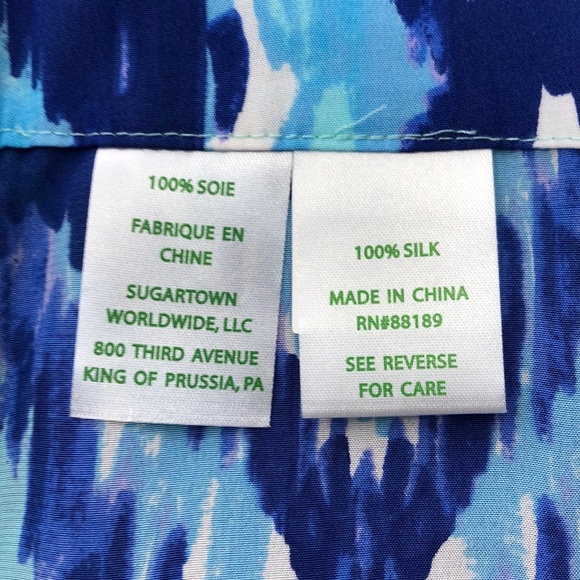 100% SOIE
FABRIQUE EN
CHINE
SUGARTOWN
WORLDWIDE, LLC
800 THIRD AVENUE
KING OF PRUSSIA, PA
100% SILK
MADE IN CHINA
RN#88189
SEE REVERSE
FOR CARE